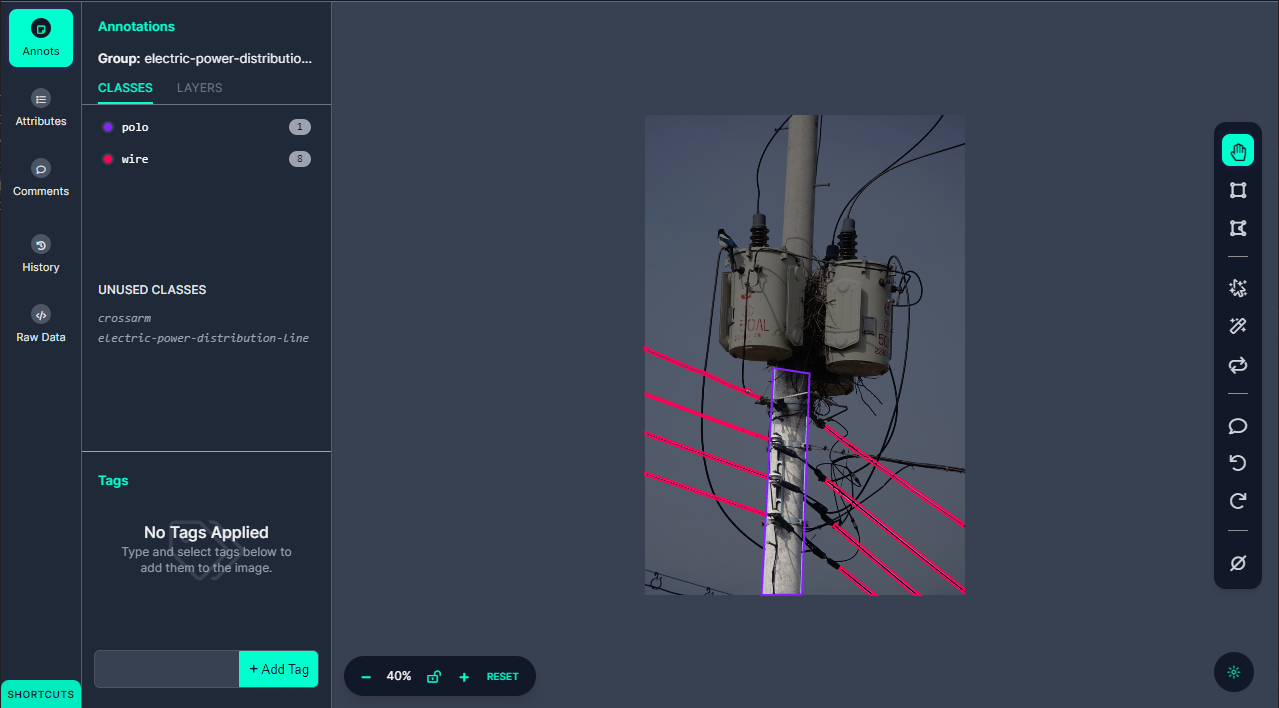 Annots
Attributes
Comments
History
Raw Data
SHORTCUTS
Annotations
Group: electric-power-distributio...
CLASSES LAYERS
polo 1
wire 8
UNUSED CLASSES
crossarm
electric-power-distribution-line
Tags
No Tags Applied
Type and select tags below to
add them to the image.
+ Add Tag
50AL
− 40% + RESET